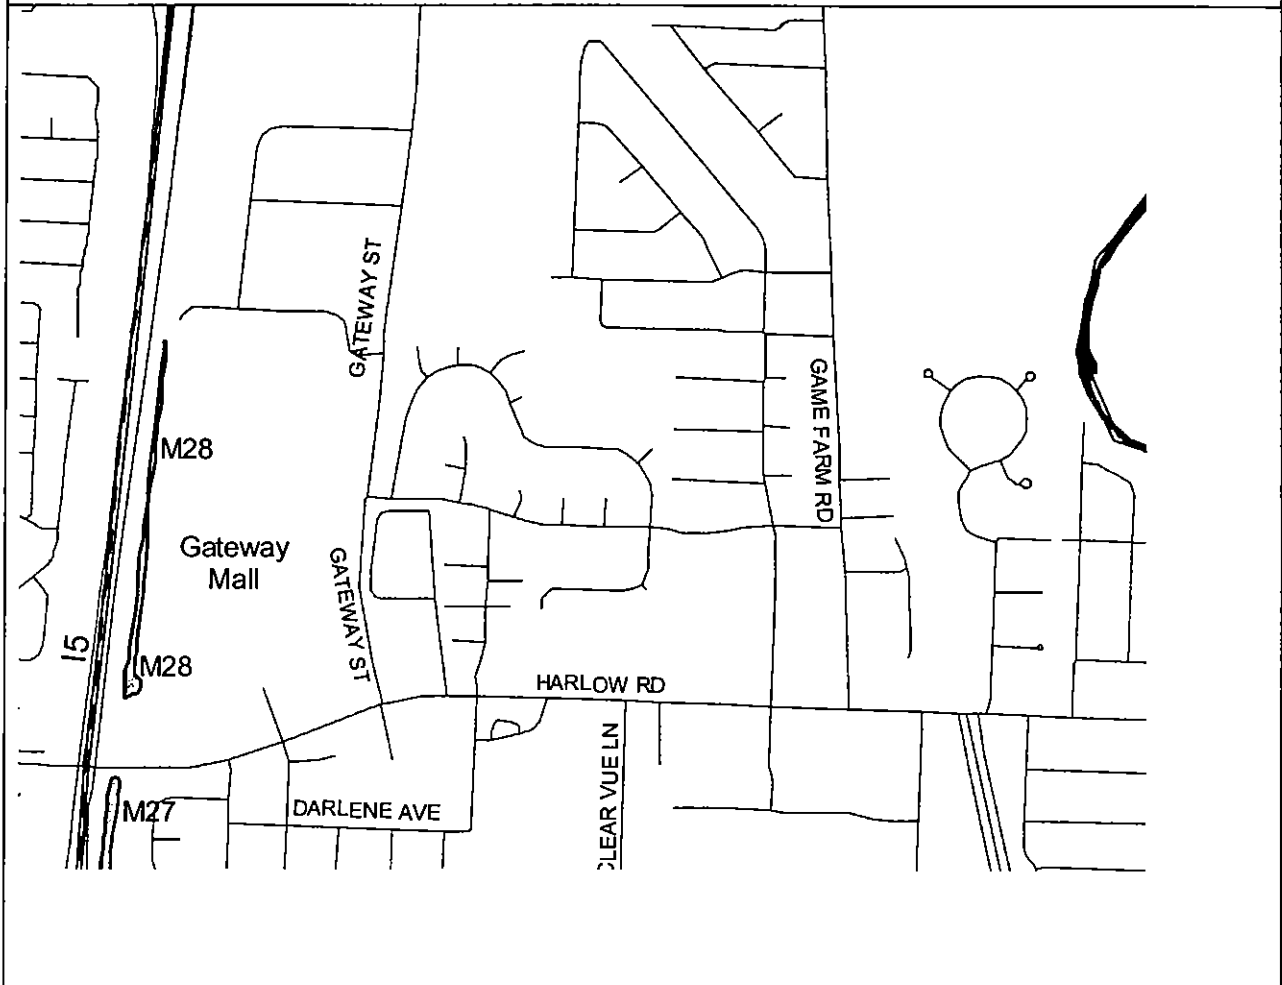 GATEWAY ST
GAME FARM RD
M28
Gateway
Mall
GATEWAY ST
I5
M28
HARLOW RD
CLEAR VUE LN
M27
DARLENE AVE